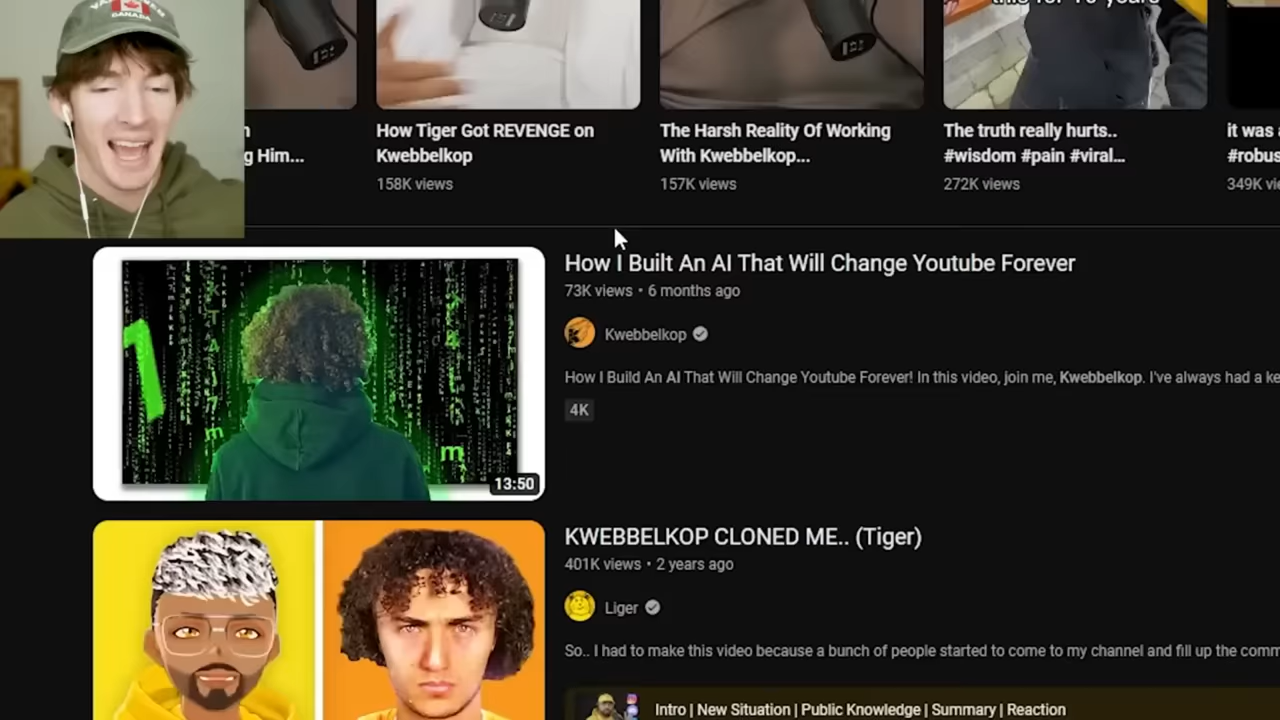 CANADA
g Him...
How Tiger Got REVENGE on
Kwebbelkop
158K views
The Harsh Reality Of Working
With Kwebbelkop...
157K views
The truth really hurts..
#wisdom #pain #viral...
272K views
it was
#robus
349K vie
How I Built An AI That Will Change Youtube Forever
73K views • 6 months ago
Kwebbelkop
How I Build An AI That Will Change Youtube Forever! In this video, join me, Kwebbelkop. I've always had a ke
4K
1
13:50
KWEBBELKOP CLONED ME.. (Tiger)
401K views • 2 years ago
Liger
So.. I had to make this video because a bunch of people started to come to my channel and fill up the comm
Intro | New Situation | Public Knowledge | Summary | Reaction